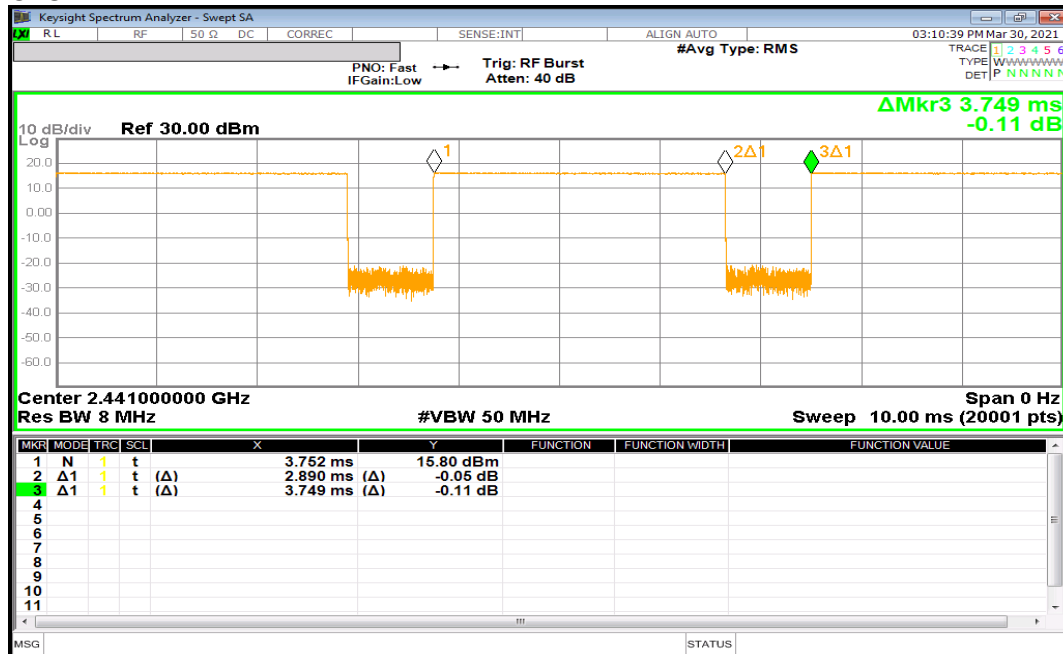 Keysight Spectrum Analyzer - Swept SA
LXI RL RF 50 Ω DC CORREC SENSE:INT ALIGN AUTO 03:10:39 PM Mar 30, 2021
#Avg Type: RMS TRACE 1 2 3 4 5 6
PNO: Fast Trig: RF Burst TYPE WWWWWW
IFGain:Low Atten: 40 dB DET P N N N N N
ΔMkr3 3.749 ms
10 dB/div Ref 30.00 dBm -0.11 dB
Log
1 2Δ1 3Δ1
20.0
10.0
0.00
-10.0
-20.0
-30.0
-40.0
-50.0
-60.0
Center 2.441000000 GHz Span 0 Hz
Res BW 8 MHz #VBW 50 MHz Sweep 10.00 ms (20001 pts)
MKR MODE TRC SCL X Y FUNCTION FUNCTION WIDTH FUNCTION VALUE
1 N 1 t 3.752 ms 15.80 dBm
2 Δ1 1 t (Δ) 2.890 ms (Δ) -0.05 dB
3 Δ1 1 t (Δ) 3.749 ms (Δ) -0.11 dB
4
5
6
7
8
9
10
11
MSG STATUS